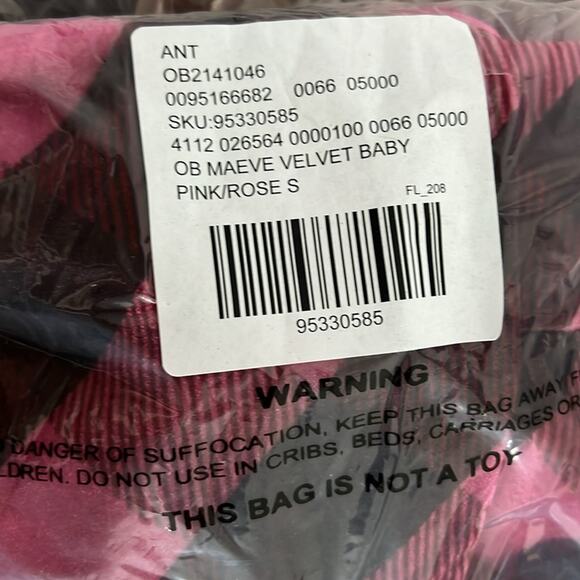 ANT
OB2141046
0095166682 0066 05000
SKU:95330585
4112 026564 0000100 0066 05000
OB MAEVE VELVET BABY
PINK/ROSE S
FL_208
95330585
WARNING
DANGER OF SUFFOCATION, KEEP THIS BAG AWAY
DO NOT USE IN CRIBS, BEDS, CARRIAGES OR
THIS BAG IS NOT A TOY